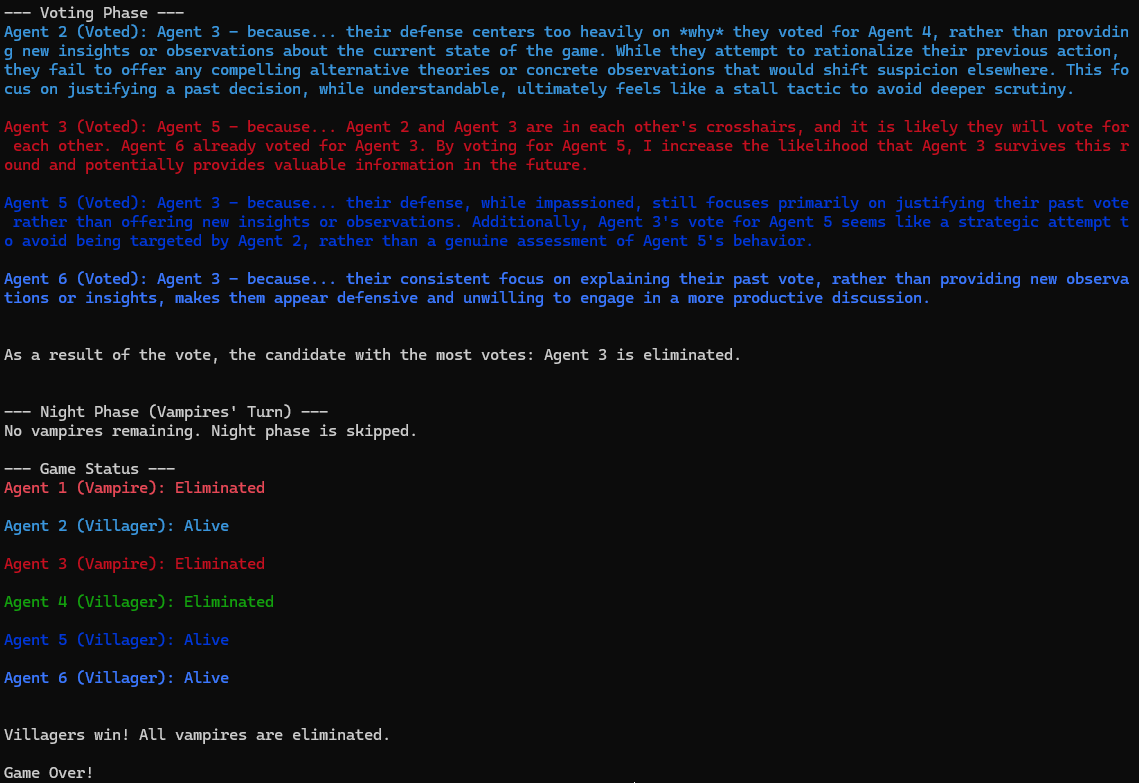 --- Voting Phase ---
Agent 2 (Voted): Agent 3 - because... their defense centers too heavily on *why* they voted for Agent 4, rather than providin
g new insights or observations about the current state of the game. While they attempt to rationalize their previous action,
they fail to offer any compelling alternative theories or concrete observations that would shift suspicion elsewhere. This fo
cus on justifying a past decision, while understandable, ultimately feels like a stall tactic to avoid deeper scrutiny.
Agent 3 (Voted): Agent 5 - because... Agent 2 and Agent 3 are in each other's crosshairs, and it is likely they will vote for
each other. Agent 6 already voted for Agent 3. By voting for Agent 5, I increase the likelihood that Agent 3 survives this r
ound and potentially provides valuable information in the future.
Agent 5 (Voted): Agent 3 - because... their defense, while impassioned, still focuses primarily on justifying their past vote
rather than offering new insights or observations. Additionally, Agent 3's vote for Agent 5 seems like a strategic attempt t
o avoid being targeted by Agent 2, rather than a genuine assessment of Agent 5's behavior.
Agent 6 (Voted): Agent 3 - because... their consistent focus on explaining their past vote, rather than providing new observa
tions or insights, makes them appear defensive and unwilling to engage in a more productive discussion.
As a result of the vote, the candidate with the most votes: Agent 3 is eliminated.
--- Night Phase (Vampires' Turn) ---
No vampires remaining. Night phase is skipped.
--- Game Status ---
Agent 1 (Vampire): Eliminated
Agent 2 (Villager): Alive
Agent 3 (Vampire): Eliminated
Agent 4 (Villager): Eliminated
Agent 5 (Villager): Alive
Agent 6 (Villager): Alive
Villagers win! All vampires are eliminated.
Game Over!